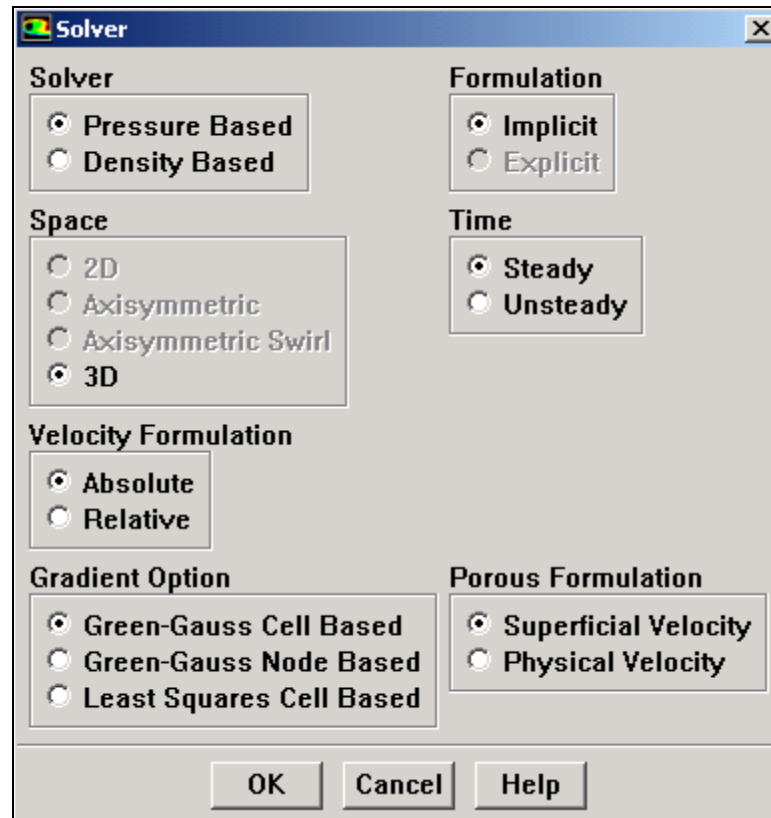 Solver
Solver
Pressure Based
Density Based
Formulation
Implicit
Explicit
Space
2D
Axisymmetric
Axisymmetric Swirl
3D
Time
Steady
Unsteady
Velocity Formulation
Absolute
Relative
Gradient Option
Green-Gauss Cell Based
Green-Gauss Node Based
Least Squares Cell Based
Porous Formulation
Superficial Velocity
Physical Velocity
OK
Cancel
Help